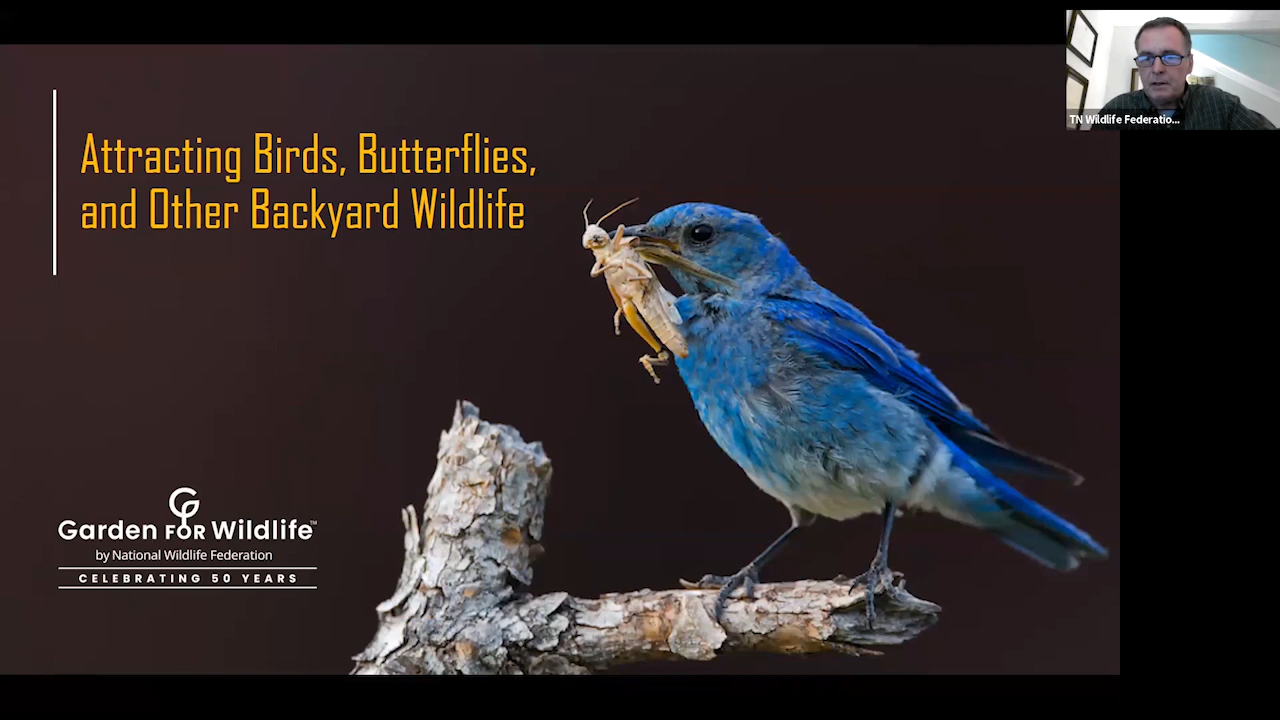 TN Wildlife Federatio...
Attracting Birds, Butterflies,
and Other Backyard Wildlife
Garden FOR Wildlife™
by National Wildlife Federation
CELEBRATING 50 YEARS